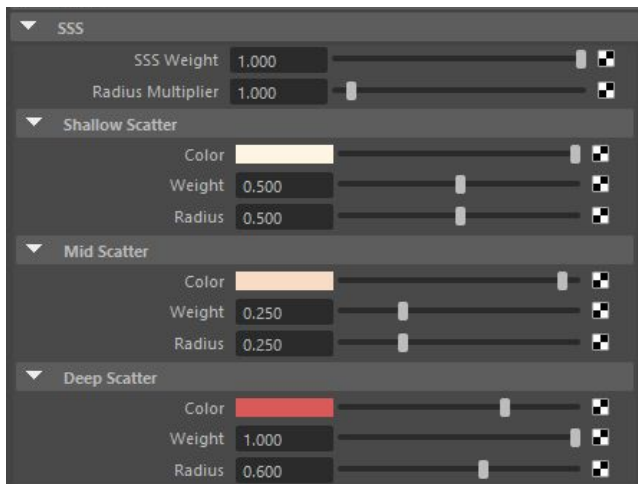 SSS
SSS Weight 1.000
Radius Multiplier 1.000
Shallow Scatter
Color
Weight 0.500
Radius 0.500
Mid Scatter
Color
Weight 0.250
Radius 0.250
Deep Scatter
Color
Weight 1.000
Radius 0.600